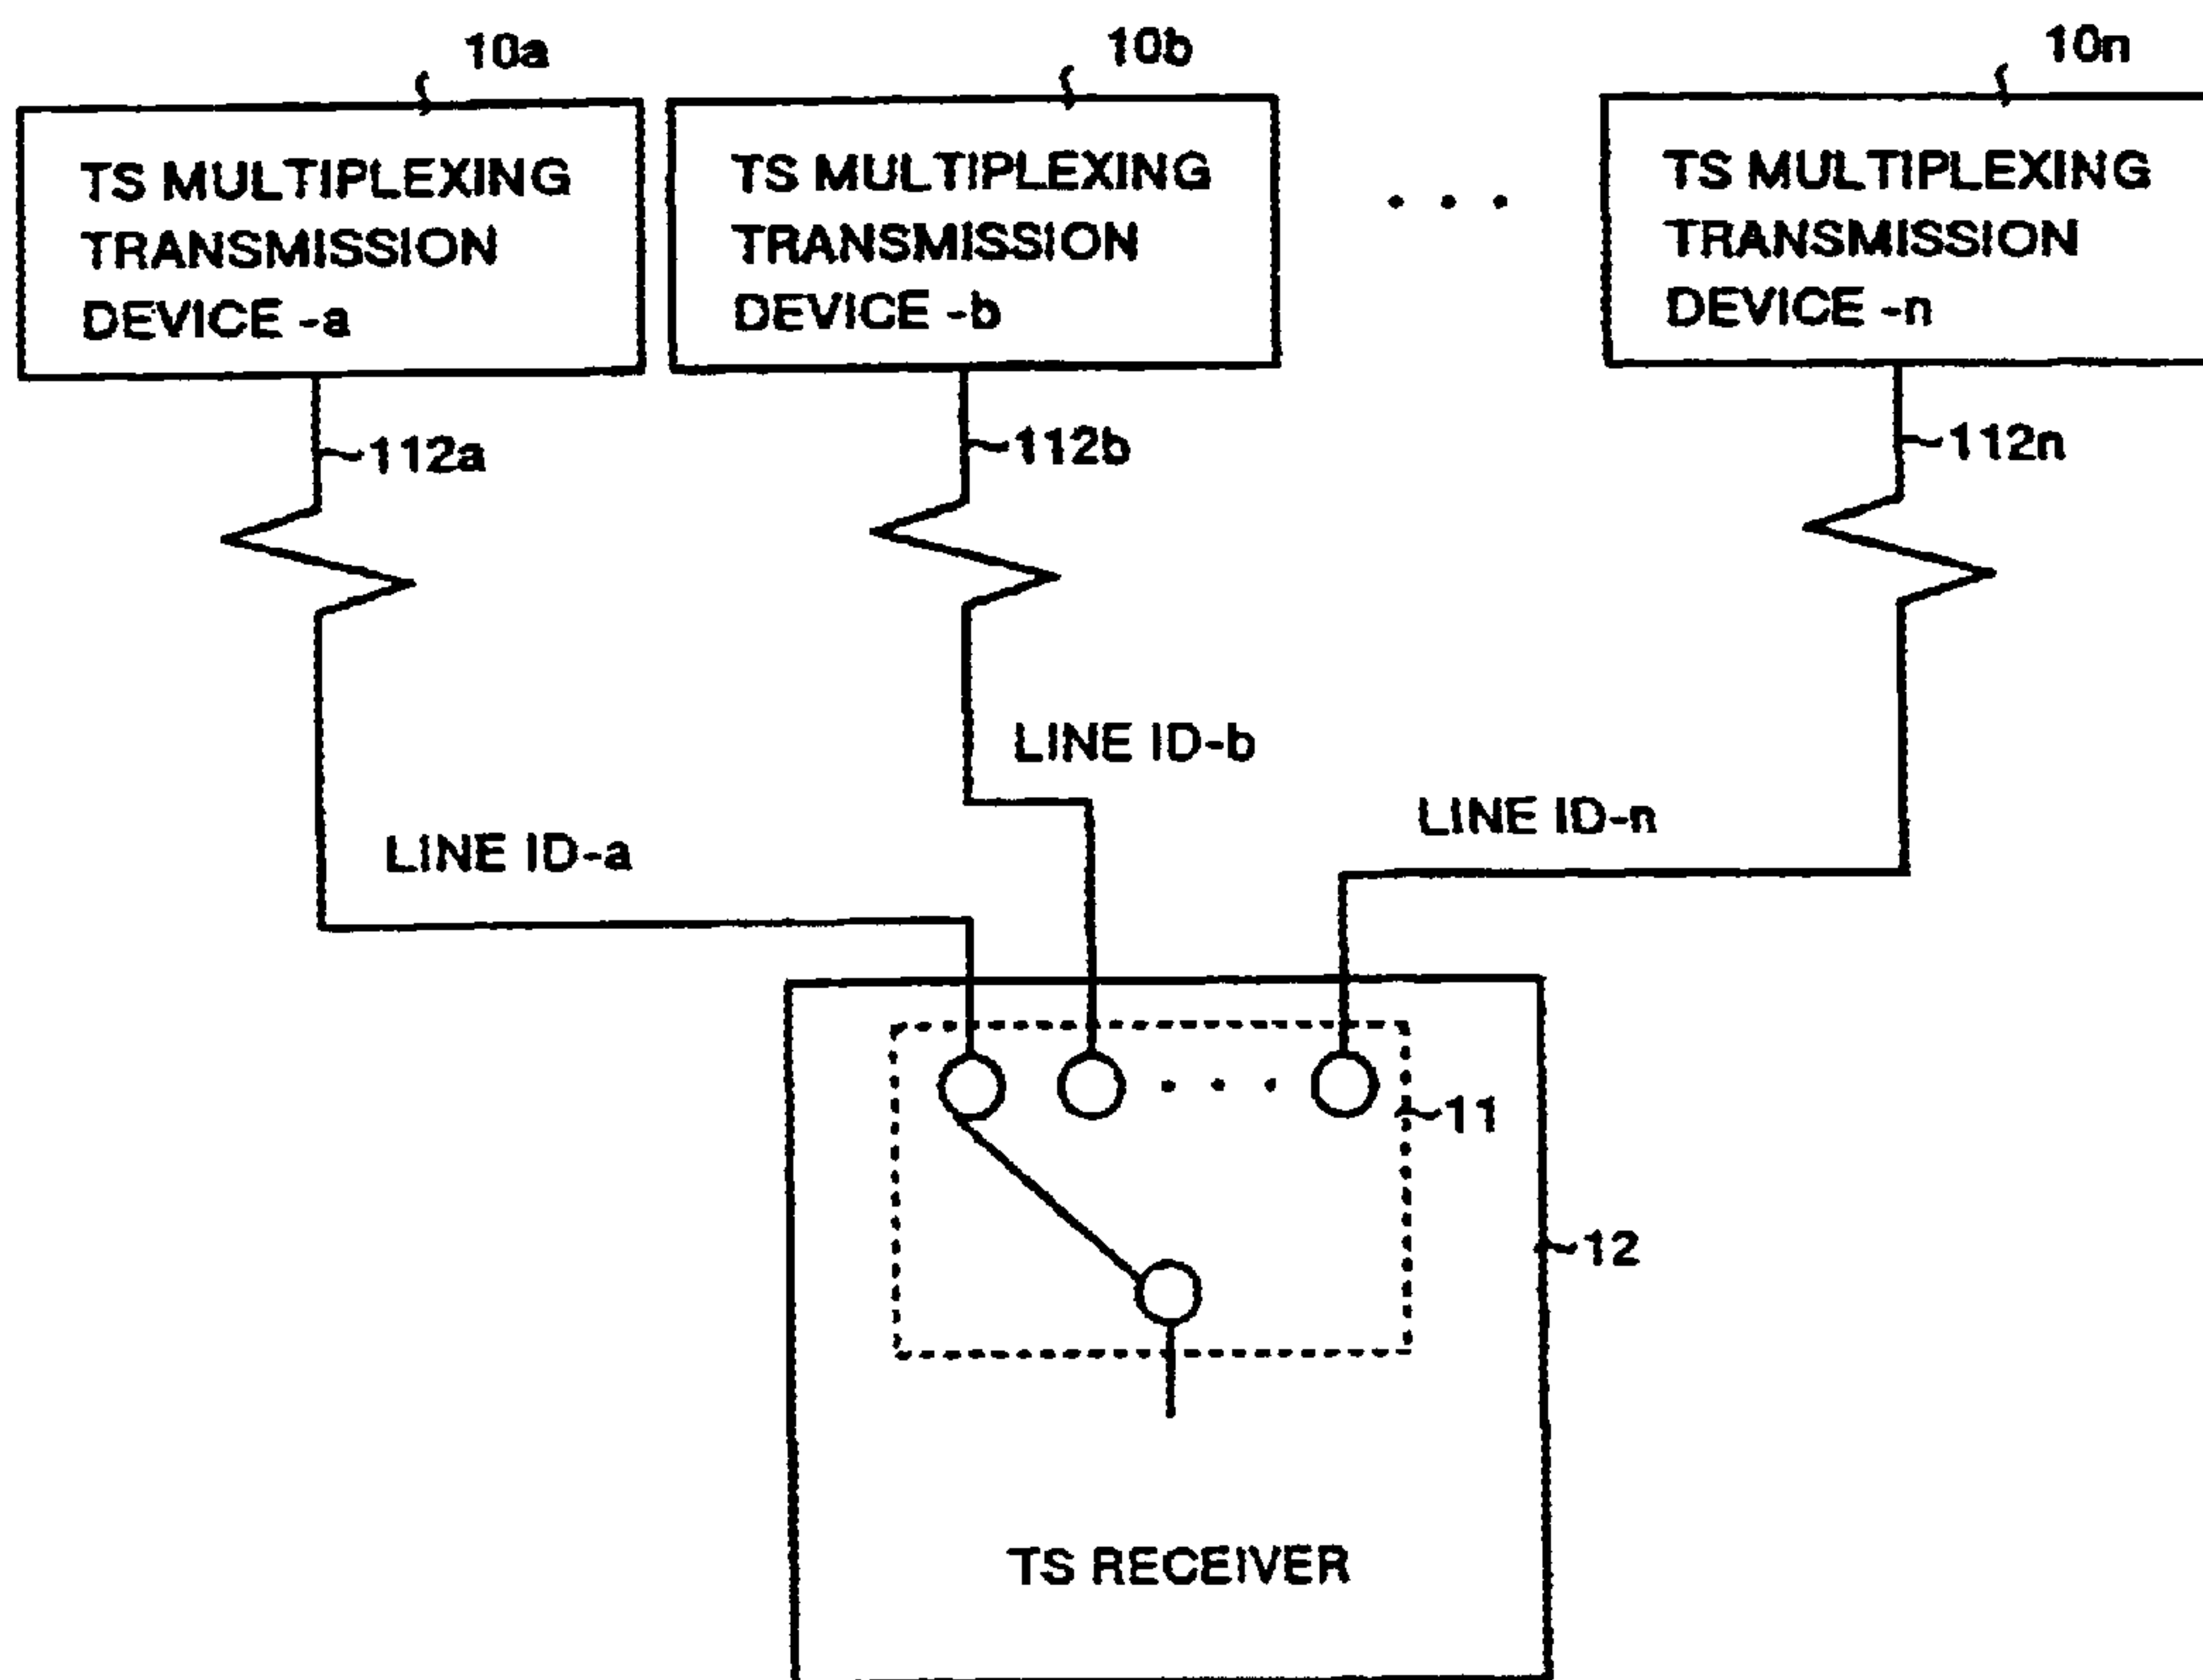 10a
10b
10n
TS MULTIPLEXING
TRANSMISSION
DEVICE -a
TS MULTIPLEXING
TRANSMISSION
DEVICE -b
TS MULTIPLEXING
TRANSMISSION
DEVICE -n
112a
112b
112n
LINE ID-b
LINE ID-n
LINE ID-a
11
12
TS RECEIVER